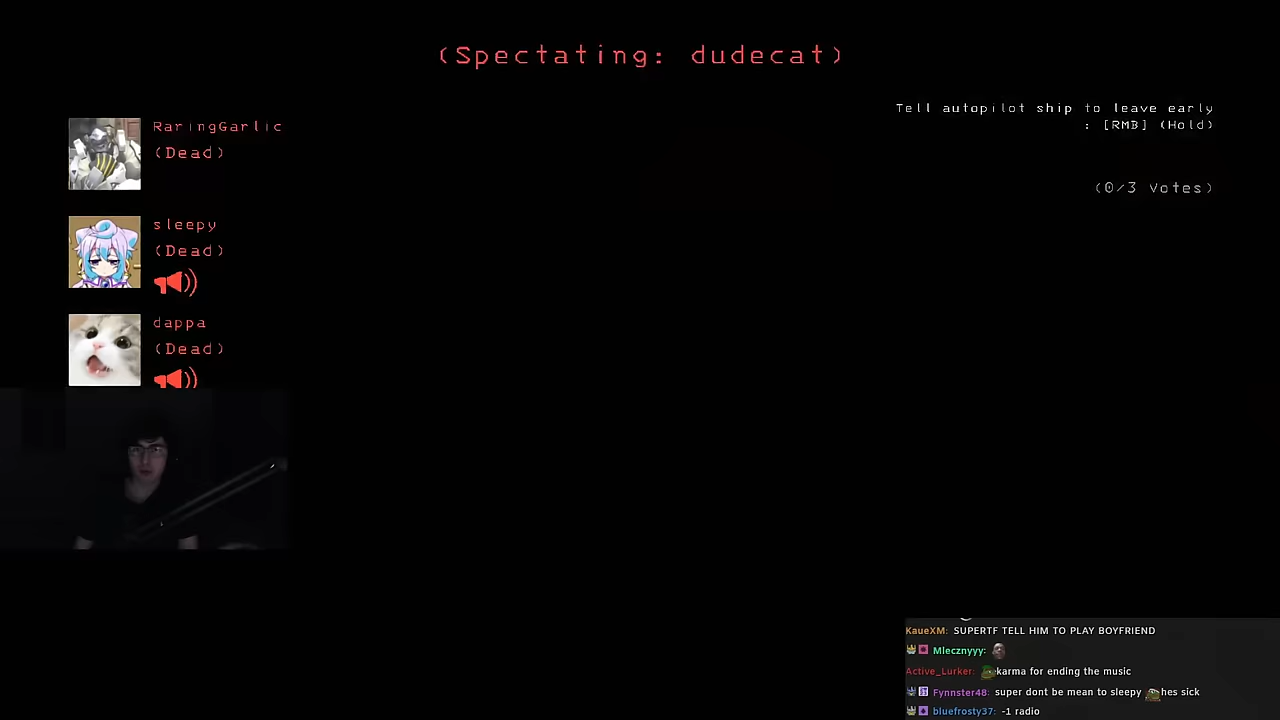 (Spectating: dudecat)
Tell autopilot ship to leave early
: [RMB] (Hold)
(0/3 Votes)
RaringGarlic
(Dead)
sleepy
(Dead)
dappa
(Dead)
KaueXM: SUPERTF TELL HIM TO PLAY BOYFRIEND
Mlecznyyy:
Active_Lurker: karma for ending the music
Fynnster48: super dont be mean to sleepy hes sick
bluefrosty37: -1 radio